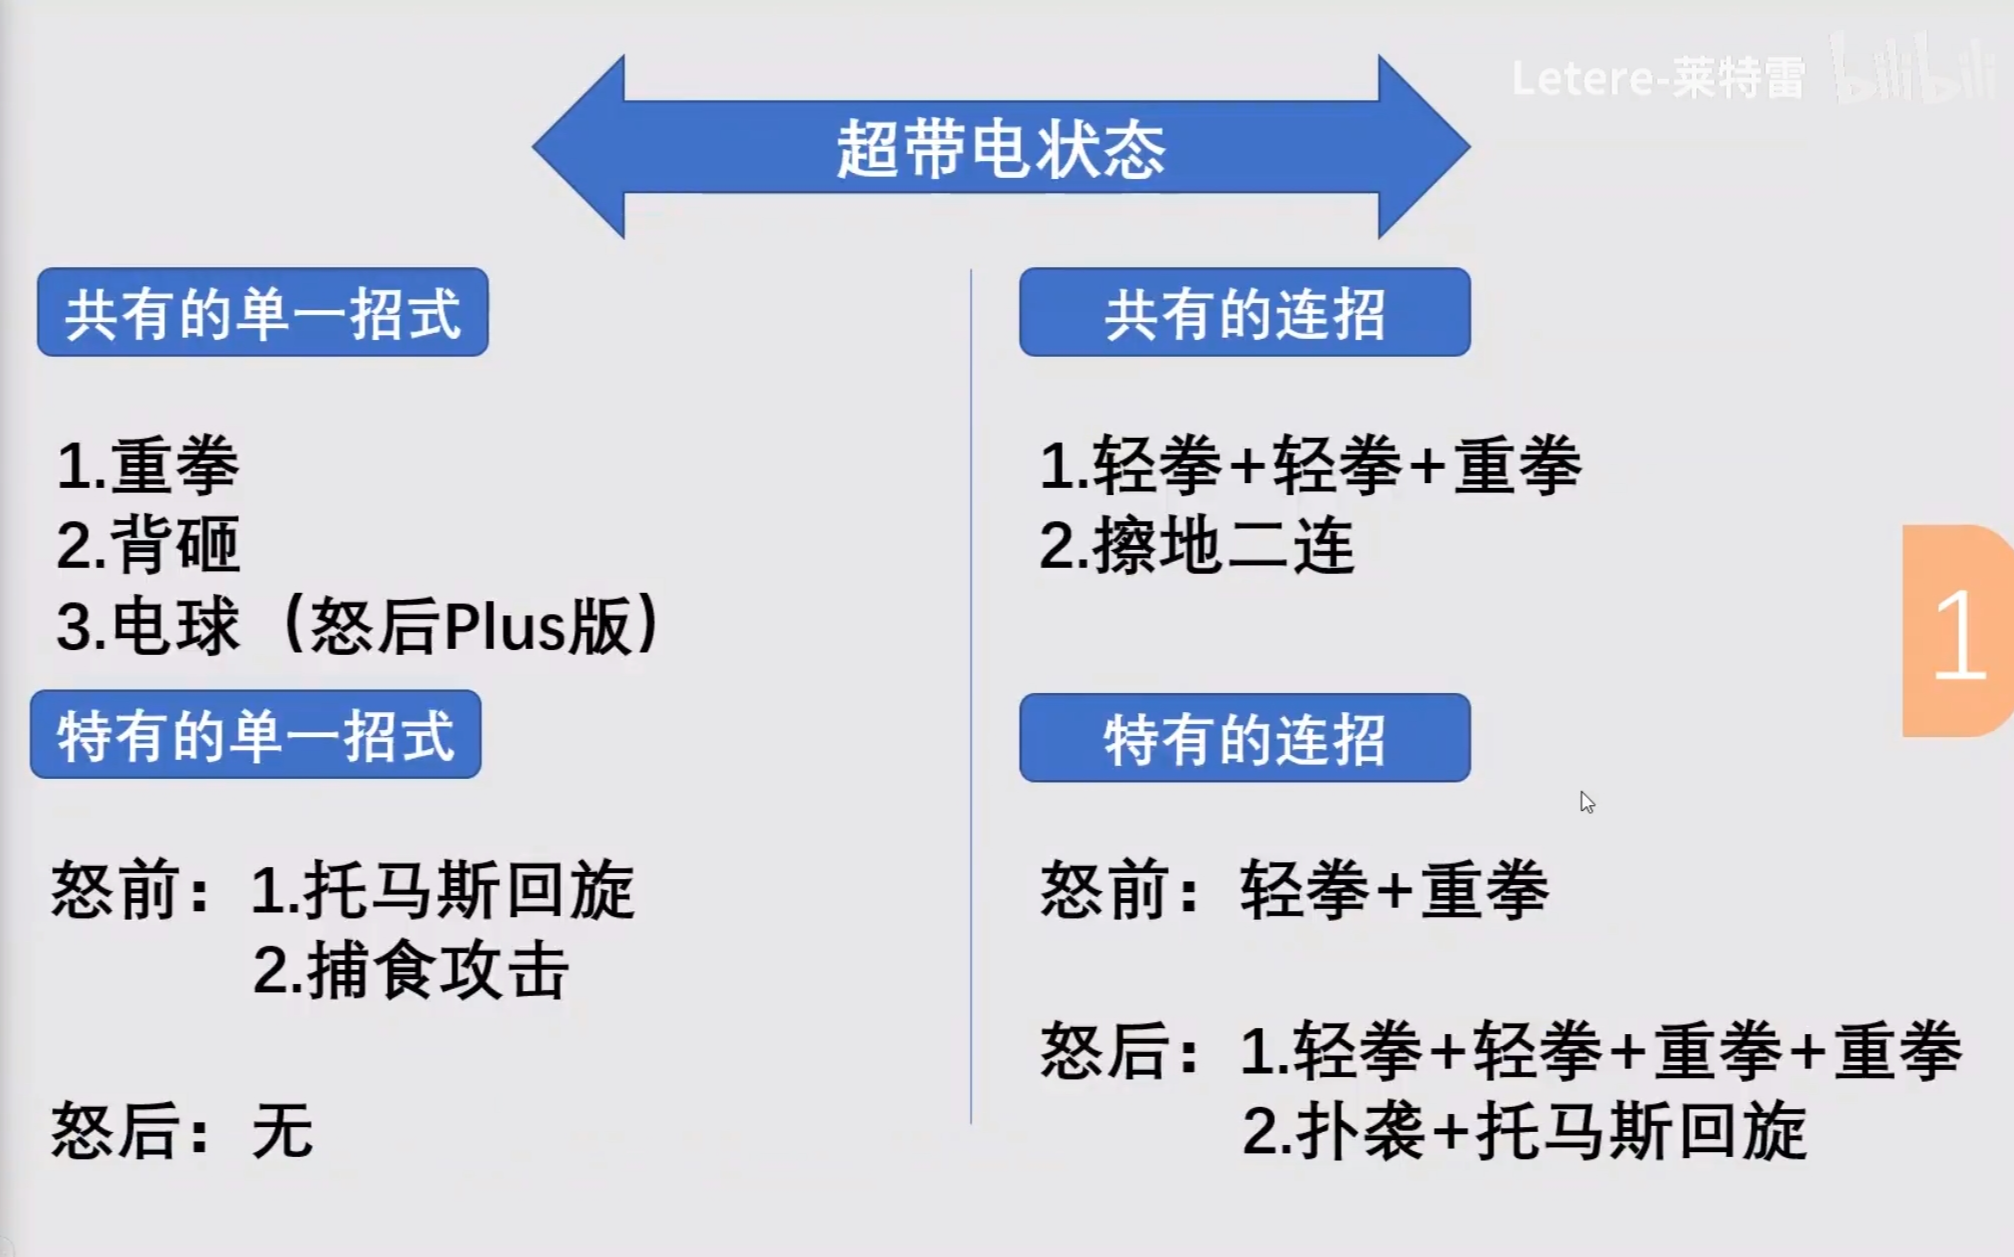 Letere-莱特雷 bilibili
超带电状态
共有的单一招式
1.重拳
2.背砸
3.电球（怒后Plus版）
特有的单一招式
怒前：1.托马斯回旋
2.捕食攻击
怒后：无
共有的连招
1.轻拳+轻拳+重拳
2.擦地二连
特有的连招
怒前：轻拳+重拳
怒后：1.轻拳+轻拳+重拳+重拳
2.扑袭+托马斯回旋
1